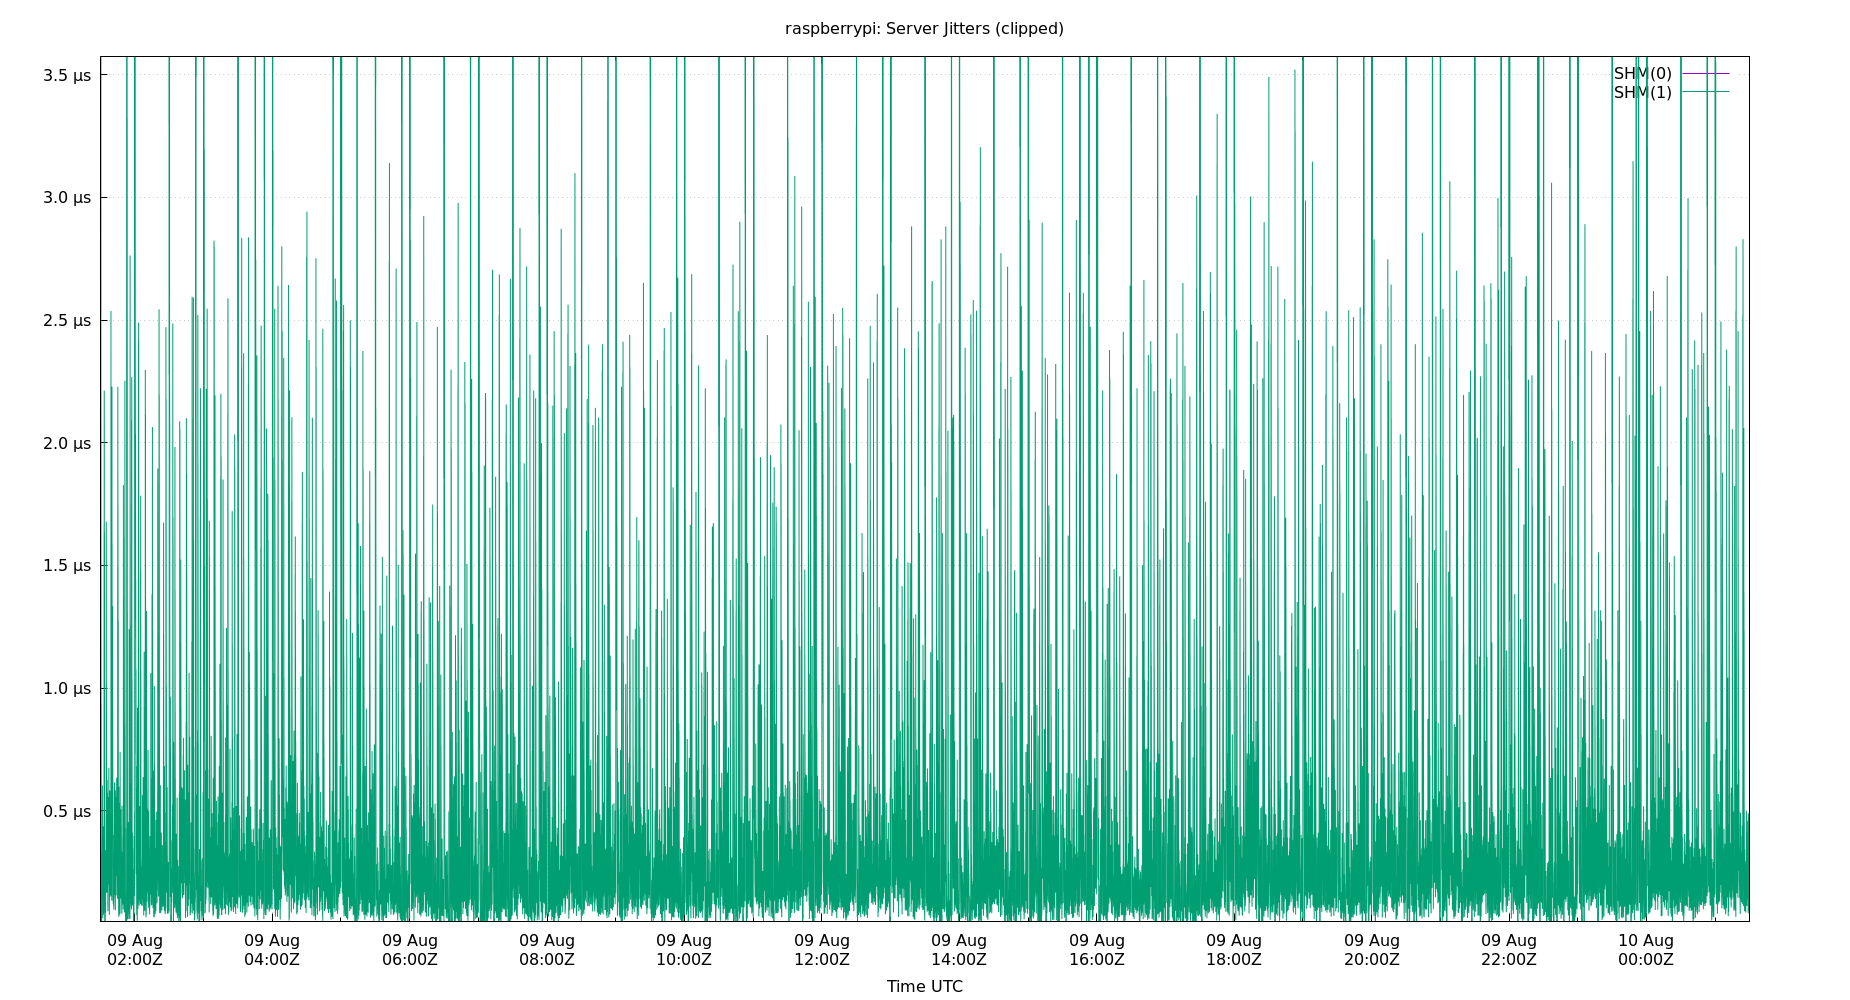 raspberrypi: Server Jitters (clipped)
3.5 µs
3.0 µs
2.5 µs
2.0 µs
1.5 µs
1.0 µs
0.5 µs
SHM(0)
SHM(1)
09 Aug 09 Aug 09 Aug 09 Aug 09 Aug 09 Aug 09 Aug 09 Aug 09 Aug 09 Aug 09 Aug 10 Aug
02:00Z 04:00Z 06:00Z 08:00Z 10:00Z 12:00Z 14:00Z 16:00Z 18:00Z 20:00Z 22:00Z 00:00Z
Time UTC